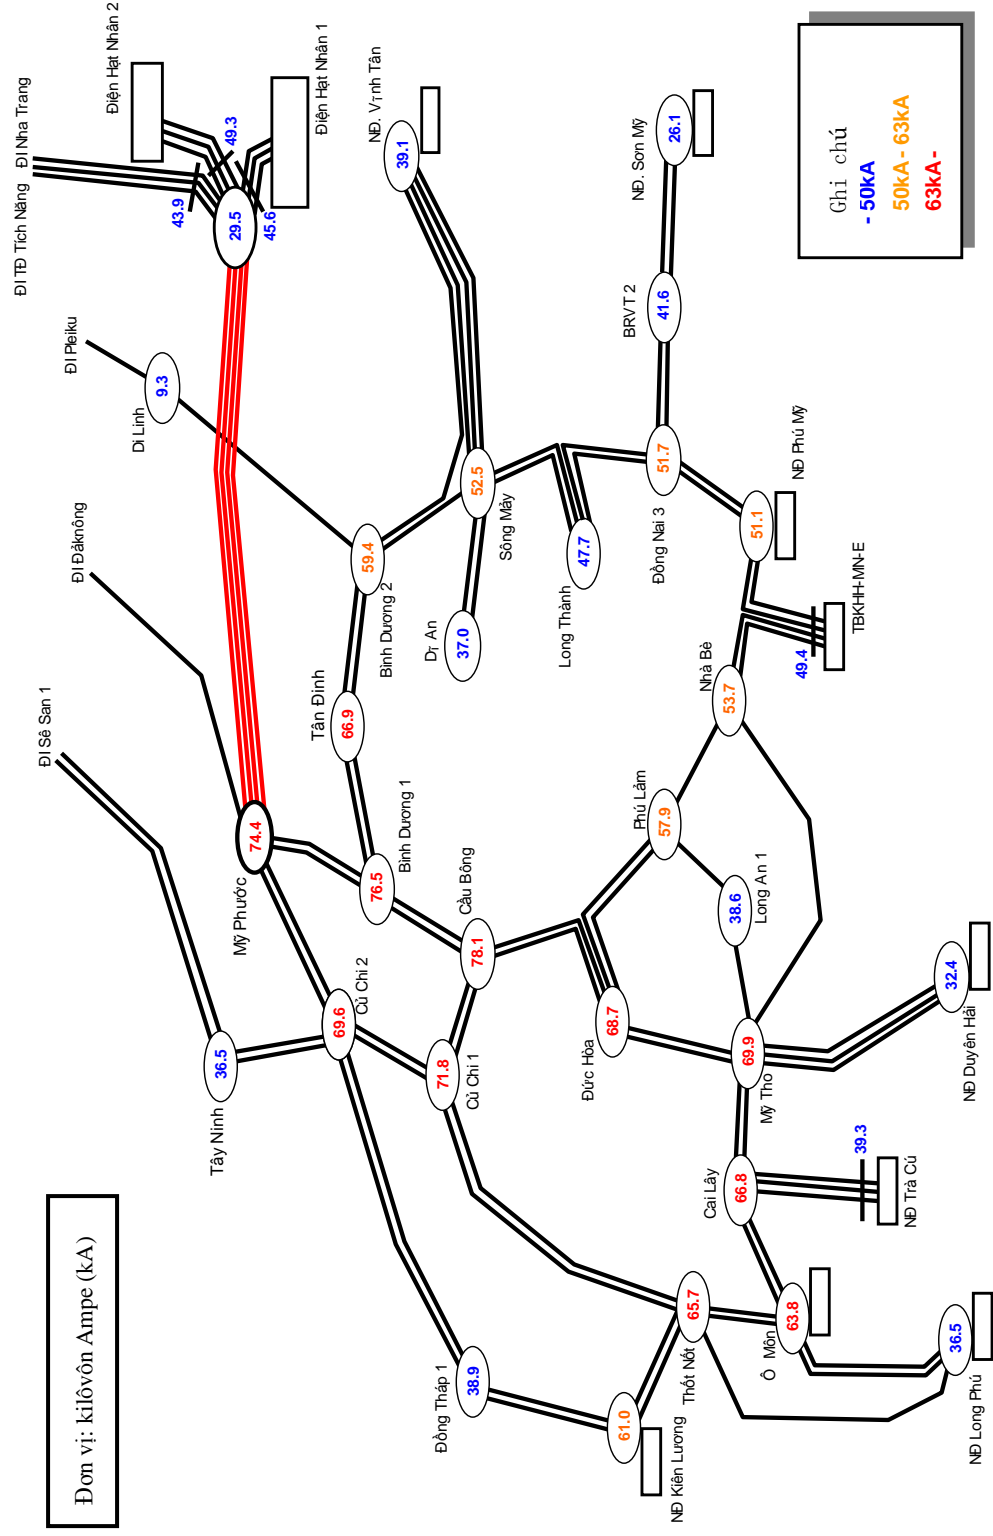 Đơn vị: kilôvôn Ampe (kA)
ĐI TĐ Tích Năng
ĐI Nha Trang
ĐI Sê San 1
ĐI Pleiku
ĐI Đăknông
Điện Hạt Nhân 2
Di Linh
9.3
43.9
Tây Ninh
36.5
49.3
29.5
Mỹ Phước
74.4
45.6
Điện Hạt Nhân 1
Tân Đinh
66.9
69.6
Củ Chi 2
59.4
Bình Dương 2
76.5
Bình Dương 1
NĐ. Vĩnh Tân
39.1
Dĩ An
37.0
Đồng Tháp 1
38.9
71.8
Củ Chi 1
Cầu Bông
78.1
52.5
Sông Mây
Long Thành
47.7
Đức Hòa
68.7
61.0
NĐ Kiên Lương
BRVT 2
41.6
NĐ. Sơn Mỹ
26.1
Phú Lâm
57.9
51.7
Đồng Nai 3
65.7
Thốt Nốt
Nhà Bè
53.7
Cai Lậy
66.8
38.6
Long An 1
69.9
Mỹ Tho
51.1
NĐ Phú Mỹ
Ô Môn
63.8
49.4
TBKHH-MN-E
39.3
NĐ Trà Cú
36.5
NĐ Long Phú
32.4
NĐ Duyên Hải
Ghi chú
- 50kA
50kA - 63kA
63kA -